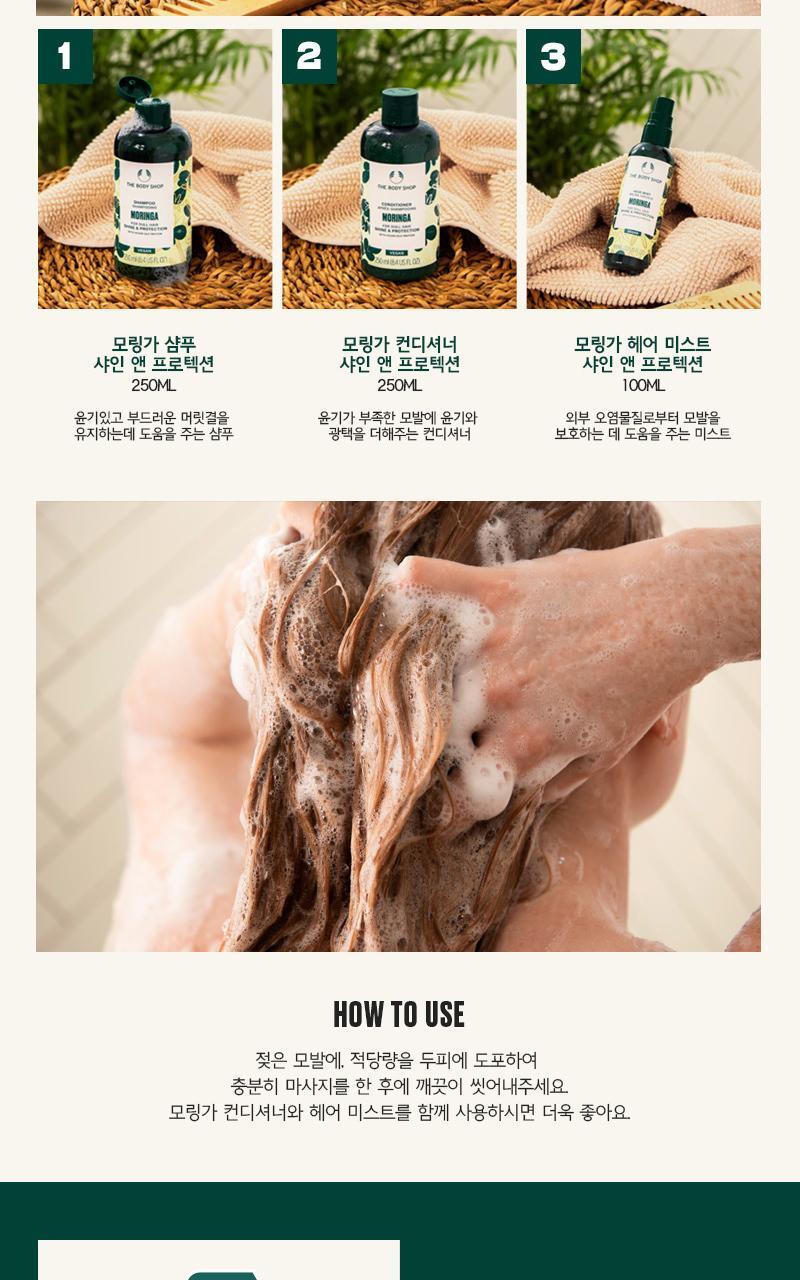 1
2
3
THE BODY SHOP
SHAMPOO
SHAMPOOING
MORINGA
FOR DULL HAIR
SHINE & PROTECTION
VEGAN
250 ml (8.4 US FL OZ)
THE BODY SHOP
CONDITIONER
APRÈS-SHAMPOOING
MORINGA
FOR DULL HAIR
SHINE & PROTECTION
VEGAN
250 ml (8.4 US FL OZ)
THE BODY SHOP
HAIR MIST
MORINGA
FOR DULL HAIR
SHINE & PROTECTION
모링가 샴푸
샤인 앤 프로텍션
250ML
윤기있고 부드러운 머릿결을
유지하는데 도움을 주는 샴푸
모링가 컨디셔너
샤인 앤 프로텍션
250ML
윤기가 부족한 모발에 윤기와
광택을 더해주는 컨디셔너
모링가 헤어 미스트
샤인 앤 프로텍션
100ML
외부 오염물질로부터 모발을
보호하는 데 도움을 주는 미스트
HOW TO USE
젖은 모발에, 적당량을 두피에 도포하여
충분히 마사지를 한 후에 깨끗이 씻어내주세요.
모링가 컨디셔너와 헤어 미스트를 함께 사용하시면 더욱 좋아요.